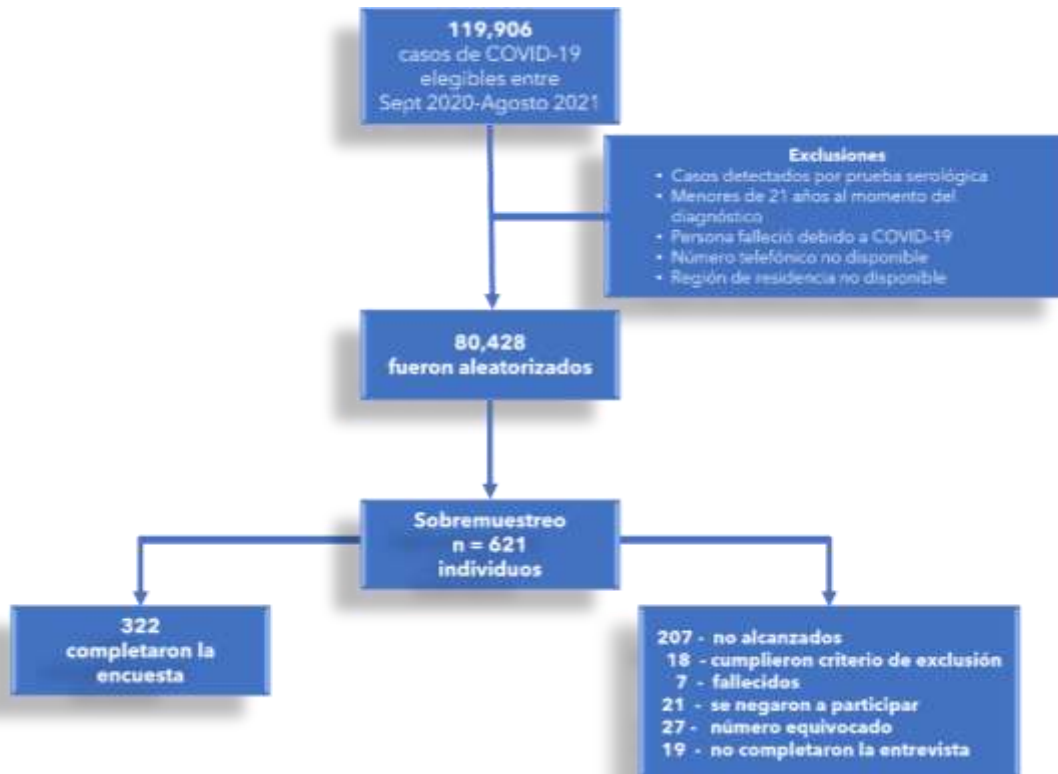 119,906
casos de COVID-19
elegibles entre
Sept 2020-Agosto 2021
Exclusiones
• Casos detectados por prueba serológica
• Menores de 21 años al momento del
diagnóstico
• Persona falleció debido a COVID-19
• Número telefónico no disponible
• Región de residencia no disponible
80,428
fueron aleatorizados
Sobremuestreo
n = 621
individuos
322
completaron la
encuesta
207 - no alcanzados
18 - cumplieron criterio de exclusión
7 - fallecidos
21 - se negaron a participar
27 - número equivocado
19 - no completaron la entrevista